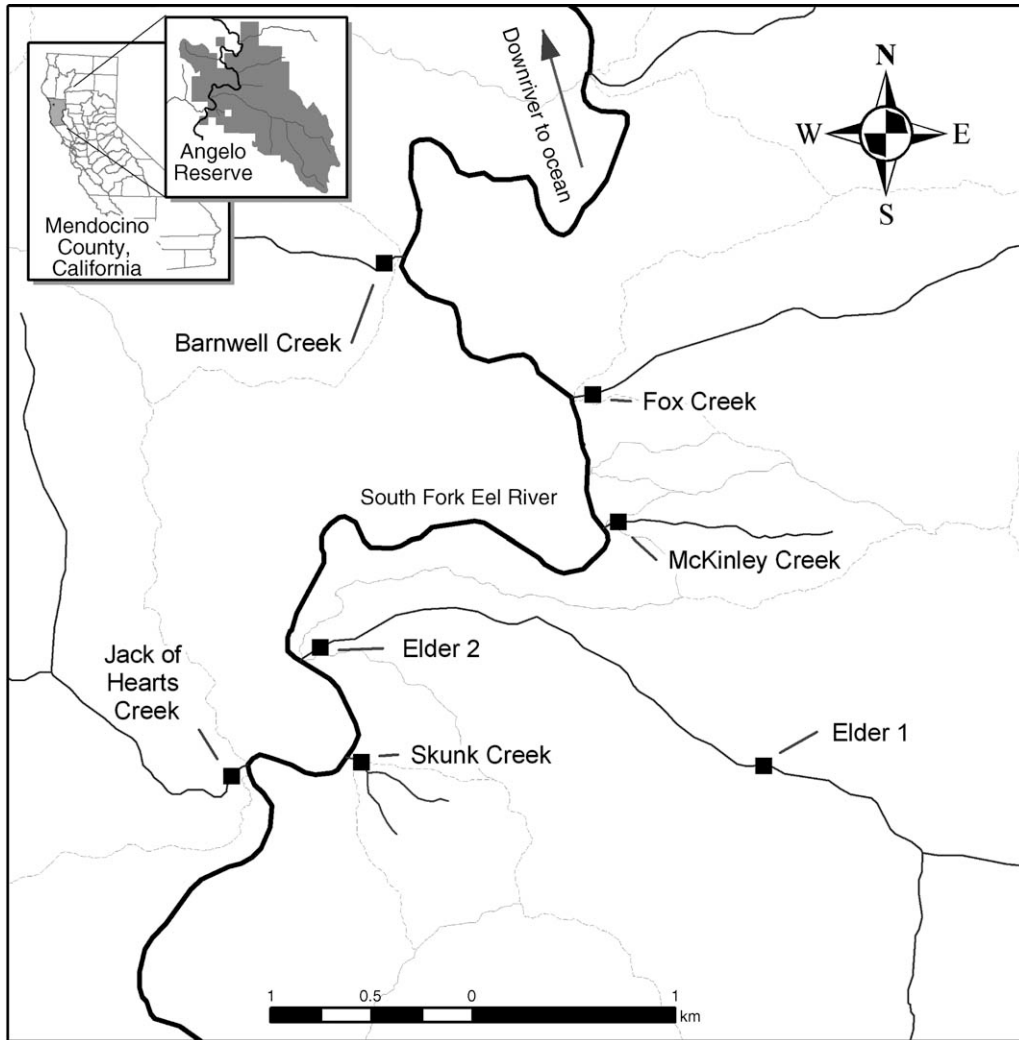 Angelo
Reserve
Mendocino
County,
California
Downriver to ocean
N
W
E
S
Barnwell Creek
Fox Creek
South Fork Eel River
McKinley Creek
Jack of
Hearts
Creek
Elder 2
Skunk Creek
Elder 1
1 0.5 0 1
km